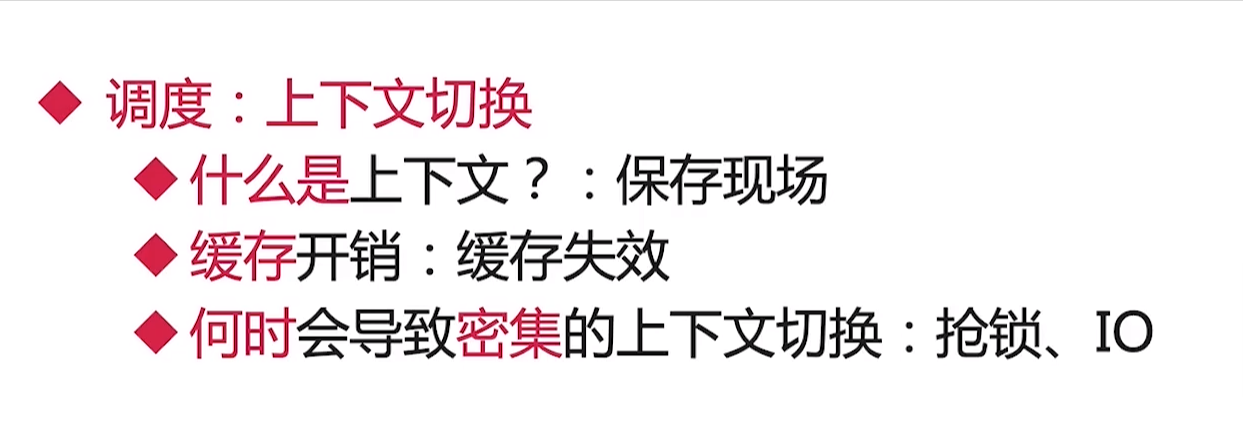 调度：上下文切换
什么是上下文？：保存现场
缓存开销：缓存失效
何时会导致密集的上下文切换：抢锁、IO